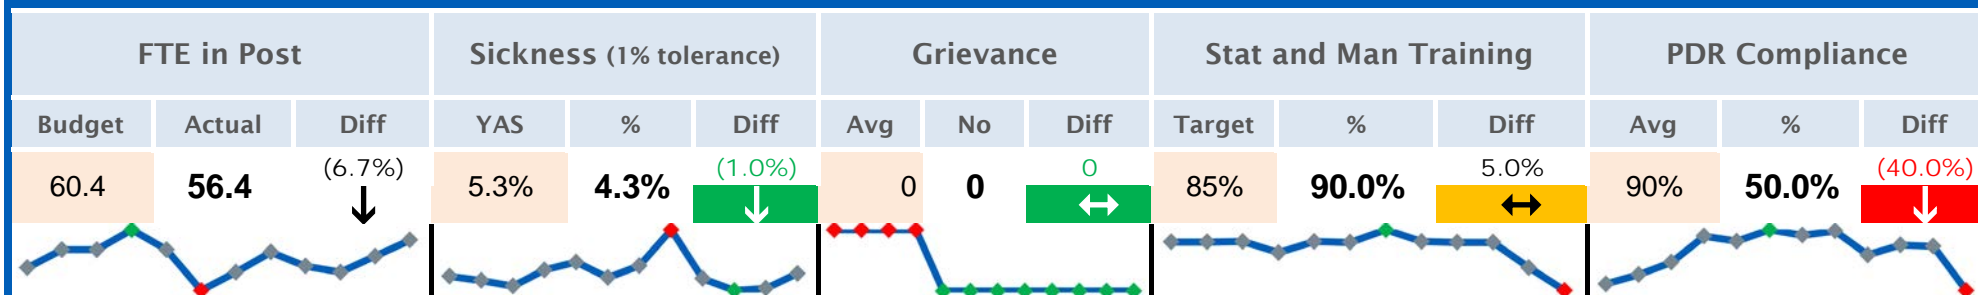 FTE in Post Sickness (1% tolerance) Grievance Stat and Man Training PDR Compliance
Budget Actual Diff YAS % Diff Avg No Diff Target % Diff Avg % Diff
60.4 56.4 (6.7%) 5.3% 4.3% (1.0%) 0 0 0 85% 90.0% 5.0% 90% 50.0% (40.0%)